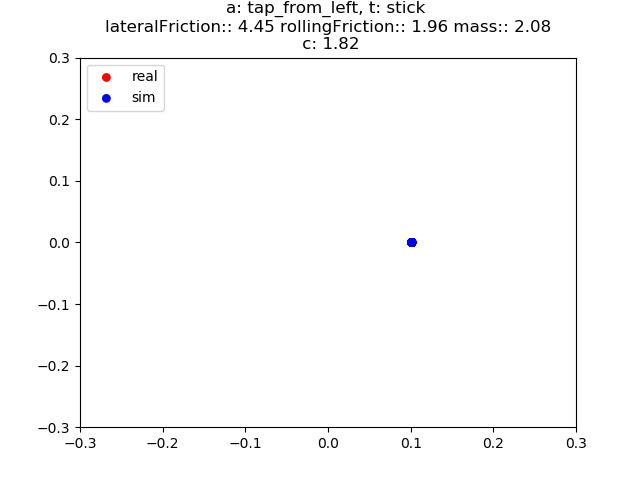 a: tap_from_left, t: stick
lateralFriction:: 4.45 rollingFriction:: 1.96 mass:: 2.08
c: 1.82
real
sim
0.3
0.2
0.1
0.0
−0.1
−0.2
−0.3
−0.3
−0.2
−0.1
0.0
0.1
0.2
0.3